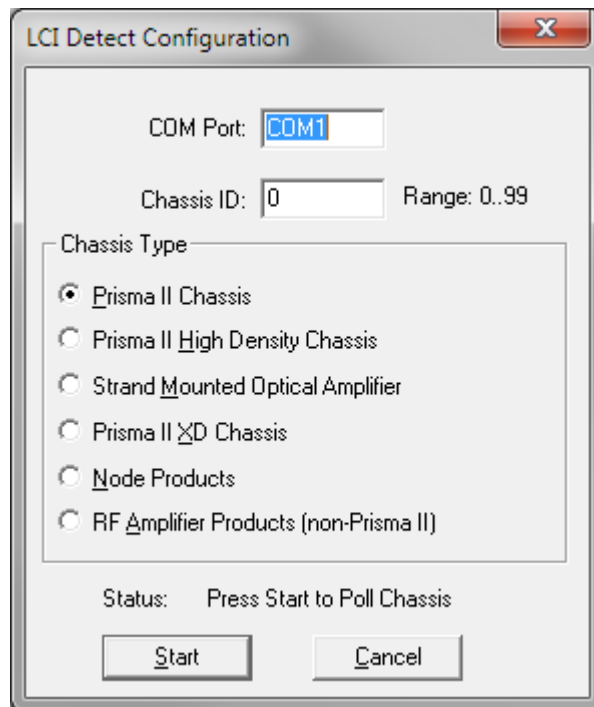 LCI Detect Configuration
COM Port: COM1
Chassis ID: 0 Range: 0..99
Chassis Type
Prisma II Chassis
Prisma II High Density Chassis
Strand Mounted Optical Amplifier
Prisma II XD Chassis
Node Products
RF Amplifier Products (non-Prisma II)
Status: Press Start to Poll Chassis
Start Cancel